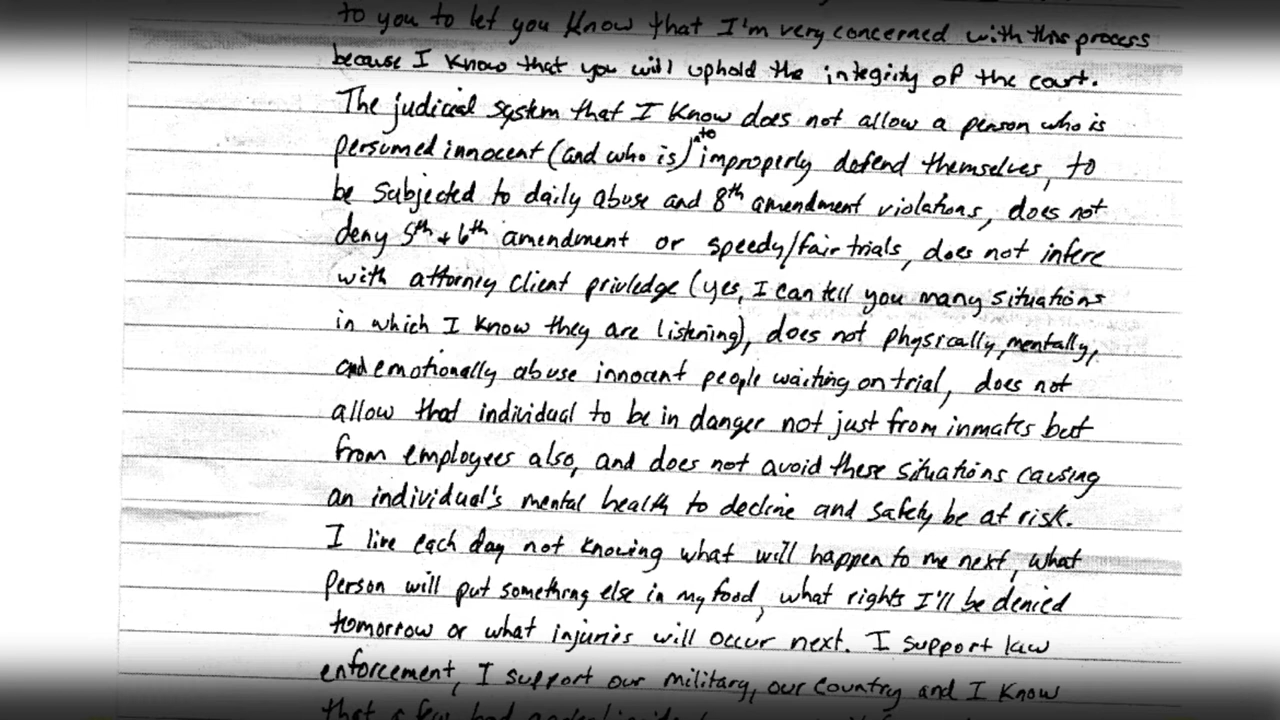 to you to let you know that I'm very concerned with this process
because I know that you will uphold the integrity of the court.
The judicial system that I know does not allow a person who is
persumed innocent (and who is) ^to improperly defend themselves, to
be subjected to daily abuse and 8th amendment violations, does not
deny 5th + 6th amendment or speedy/fair trials, does not infere
with attorney client privledge (yes, I can tell you many situations
in which I know they are listening), does not physically, mentally,
and emotionally abuse innocent people waiting on trial, does not
allow that individual to be in danger not just from inmates but
from employees also, and does not avoid these situations causing
an individual's mental health to decline and safety be at risk.
I live each day not knowing what will happen to me next, what
person will put something else in my food, what rights I'll be denied
tomorrow or what injuries will occur next. I support law
enforcement, I support our military, our country and I know
that a few bad